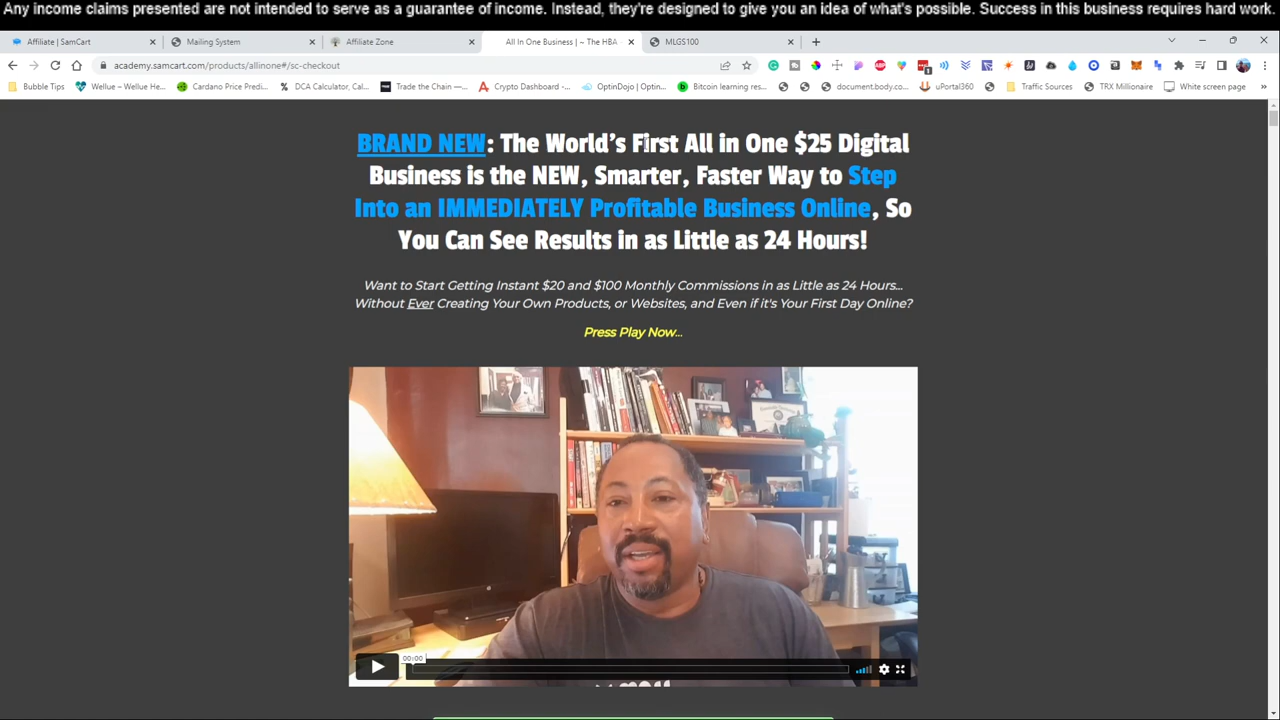 Any income claims presented are not intended to serve as a guarantee of income. Instead, they're designed to give you an idea of what's possible. Success in this business requires hard work.
Affiliate | SamCart
Mailing System
Affiliate Zone
All In One Business | ~ The HBA
MLGS100
academy.samcart.com/products/allinone#/sc-checkout
Bubble Tips
Wellue – Wellue He...
Cardano Price Predi...
DCA Calculator, Cal...
Trade the Chain —...
Crypto Dashboard -...
OptinDojo | Optin...
Bitcoin learning res...
document.body.co...
uPortal360
Traffic Sources
TRX Millionaire
White screen page
BRAND NEW: The World's First All in One $25 Digital
Business is the NEW, Smarter, Faster Way to Step
Into an IMMEDIATELY Profitable Business Online, So
You Can See Results in as Little as 24 Hours!
Want to Start Getting Instant $20 and $100 Monthly Commissions in as Little as 24 Hours...
Without Ever Creating Your Own Products, or Websites, and Even if it's Your First Day Online?
Press Play Now...
00:00